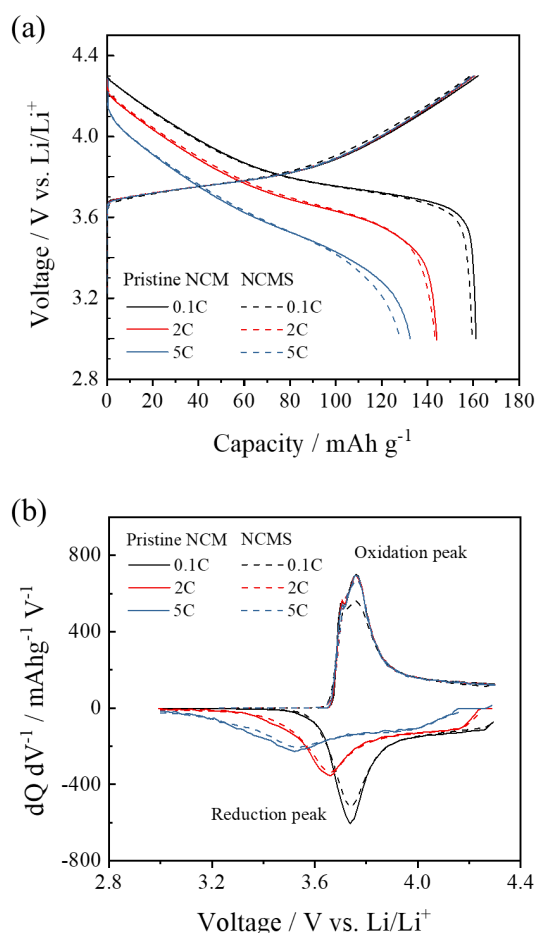 (a)
4.4
4.0
3.6
3.2
2.8
Voltage / V vs. Li/Li⁺
Pristine NCM NCMS
0.1C 0.1C
2C 2C
5C 5C
0 20 40 60 80 100 120 140 160 180
Capacity / mAh g⁻¹
(b)
800
400
0
-400
-800
dQ dV⁻¹ / mAhg⁻¹ V⁻¹
Pristine NCM NCMS
0.1C 0.1C
2C 2C
5C 5C
Oxidation peak
Reduction peak
2.8 3.2 3.6 4.0 4.4
Voltage / V vs. Li/Li⁺